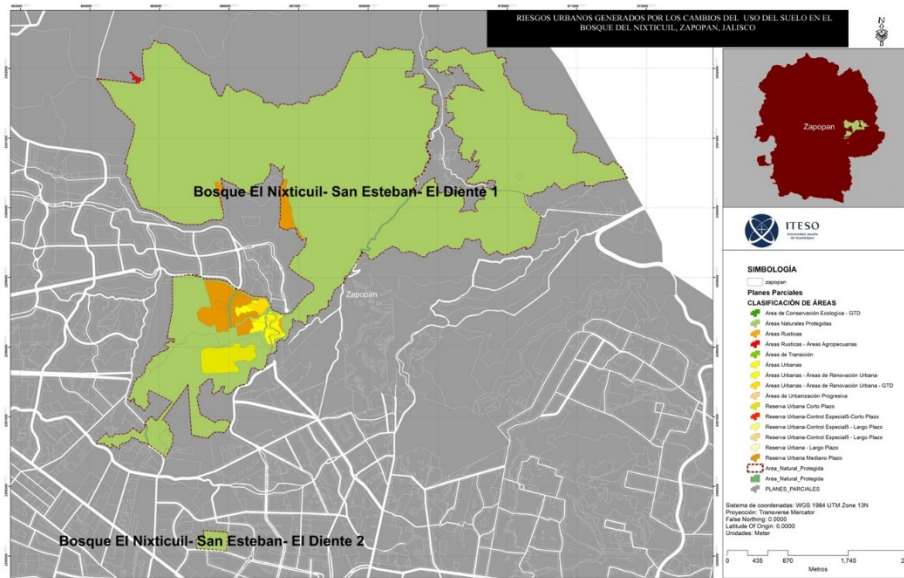 RIESGOS URBANOS GENERADOS POR LOS CAMBIOS DEL USO DEL SUELO EN EL
BOSQUE DEL NIXTICUIL, ZAPOPAN, JALISCO
N
Bosque El Nixticuil- San Esteban- El Diente 1
Zapopan
Bosque El Nixticuil- San Esteban- El Diente 2
Zapopan
ITESO
Universidad Jesuita
de Guadalajara
SIMBOLOGÍA
zapopan
Planes Parciales
CLASIFICACIÓN DE ÁREAS
Área de Conservación Ecologica - GTD
Áreas Naturales Protegidas
Áreas Rusticas
Áreas Rusticas - Áreas Agropecuarias
Áreas de Transición
Áreas Urbanas
Áreas Urbanas - Áreas de Renovación Urbana
Áreas Urbanas - Áreas de Renovación Urbana - GTD
Áreas de Urbanización Progresiva
Reserva Urbana Corto Plazo
Reserva Urbana-Control Especial5-Corto Plazo
Reserva Urbana-Control Especial5 - Largo Plazo
Reserva Urbana-Control Especial5 - Largo Plazo
Reserva Urbana - Largo Plazo
Reserva Urbana Mediano Plazo
Area_Natural_Protegida
Area_Natural_Protegida
PLANES_PARCIALES
Sistema de coordenadas: WGS 1984 UTM Zone 13N
Proyección: Transverse Mercator
False Northing: 0.0000
Latitude Of Origin: 0.0000
Unidades: Meter
0 435 870 1,740
Metros